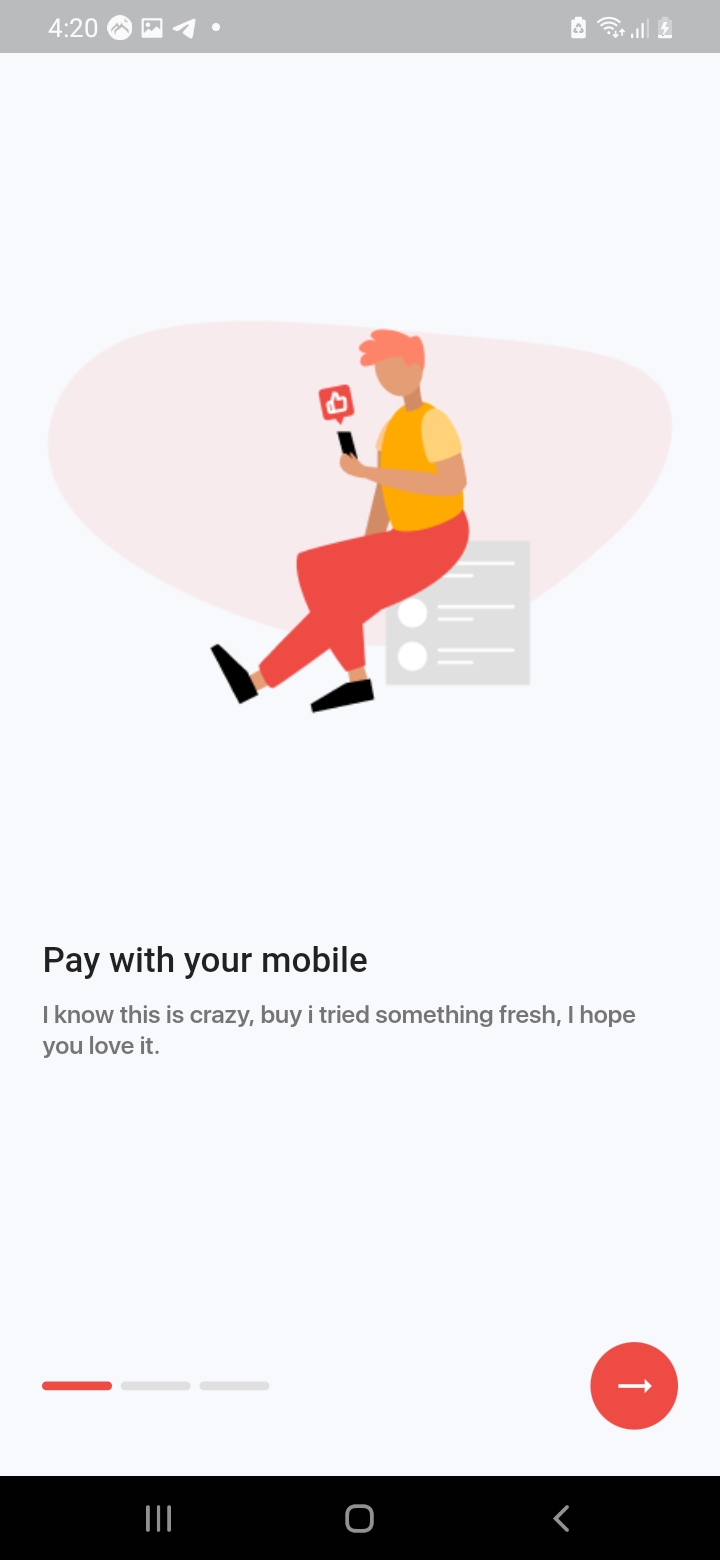 4:20
Pay with your mobile
I know this is crazy, buy i tried something fresh, I hope
you love it.